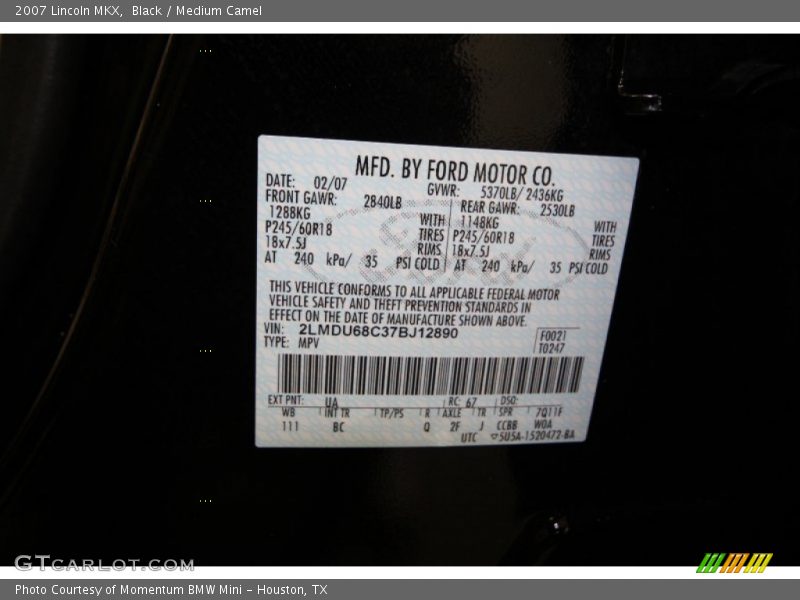 2007 Lincoln MKX, Black / Medium Camel
MFD. BY FORD MOTOR CO.
DATE: 02/07 GVWR: 5370LB/ 2436KG
FRONT GAWR: 2840LB REAR GAWR: 2530LB
1288KG WITH 1148KG WITH
P245/60R18 TIRES P245/60R18 TIRES
18x7.5J RIMS 18x7.5J RIMS
AT 240 kPa/ 35 PSI COLD AT 240 kPa/ 35 PSI COLD
THIS VEHICLE CONFORMS TO ALL APPLICABLE FEDERAL MOTOR
VEHICLE SAFETY AND THEFT PREVENTION STANDARDS IN
EFFECT ON THE DATE OF MANUFACTURE SHOWN ABOVE.
VIN: 2LMDU68C37BJ12890 F0021
TYPE: MPV T0247
EXT PNT: UA RC: 67 DSO:
WB INT TR TP/PS R AXLE TR SPR 7Q11F
111 BC Q 2F J CCBB WOA
UTC 5U5A-1520472-BA
GTCARLOT.COM
Photo Courtesy of Momentum BMW Mini - Houston, TX